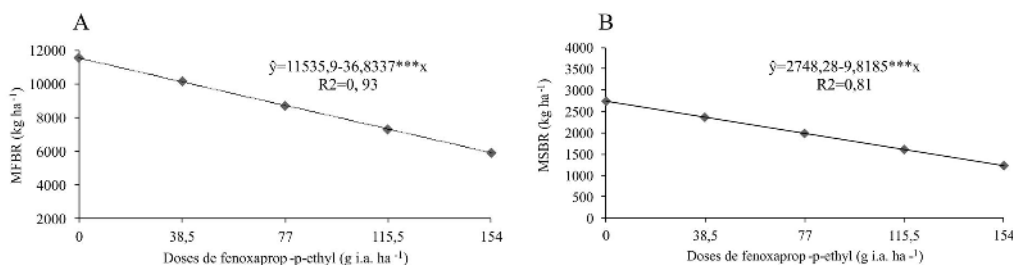 A
12000
10000
8000
6000
4000
2000
MFBR (kg ha⁻¹)
ŷ=11535,9-36,8337***x
R2=0, 93
0 38,5 77 115,5 154
Doses de fenoxaprop -p-ethyl (g i.a. ha⁻¹)
B
4000
3500
3000
2500
2000
1500
1000
500
0
MSBR (kg ha⁻¹)
ŷ=2748,28-9,8185***x
R2=0,81
0 38,5 77 115,5 154
Doses de fenoxaprop -p-ethyl (g i.a. ha⁻¹)